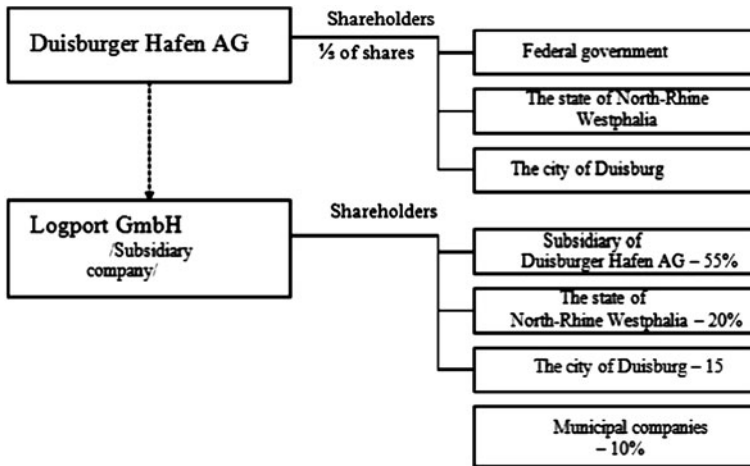 Duisburger Hafen AG
Shareholders
⅓ of shares
Federal government
The state of North-Rhine
Westphalia
The city of Duisburg
Logport GmbH
/Subsidiary
company/
Shareholders
Subsidiary of
Duisburger Hafen AG – 55%
The state of
North-Rhine Westphalia – 20%
The city of Duisburg – 15
Municipal companies
– 10%